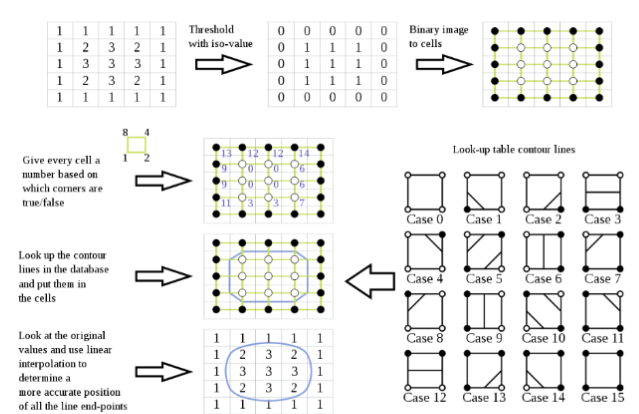 1 1 1 1 1
1 2 3 2 1
1 3 3 3 1
1 2 3 2 1
1 1 1 1 1
Threshold
with iso-value
0 0 0 0 0
0 1 1 1 0
0 1 1 1 0
0 1 1 1 0
0 0 0 0 0
Binary image
to cells
Give every cell a
number based on
which corners are
true/false
8 4
1 2
13 12 12 14
9 0 0 6
9 0 0 6
11 3 3 7
Look up the contour
lines in the database
and put them in
the cells
Look at the original
values and use linear
interpolation to
determine a
more accurate position
of all the line end-points
1 1 1 1 1
1 2 3 2 1
1 3 3 3 1
1 2 3 2 1
1 1 1 1 1
Look-up table contour lines
Case 0 Case 1 Case 2 Case 3
Case 4 Case 5 Case 6 Case 7
Case 8 Case 9 Case 10 Case 11
Case 12 Case 13 Case 14 Case 15